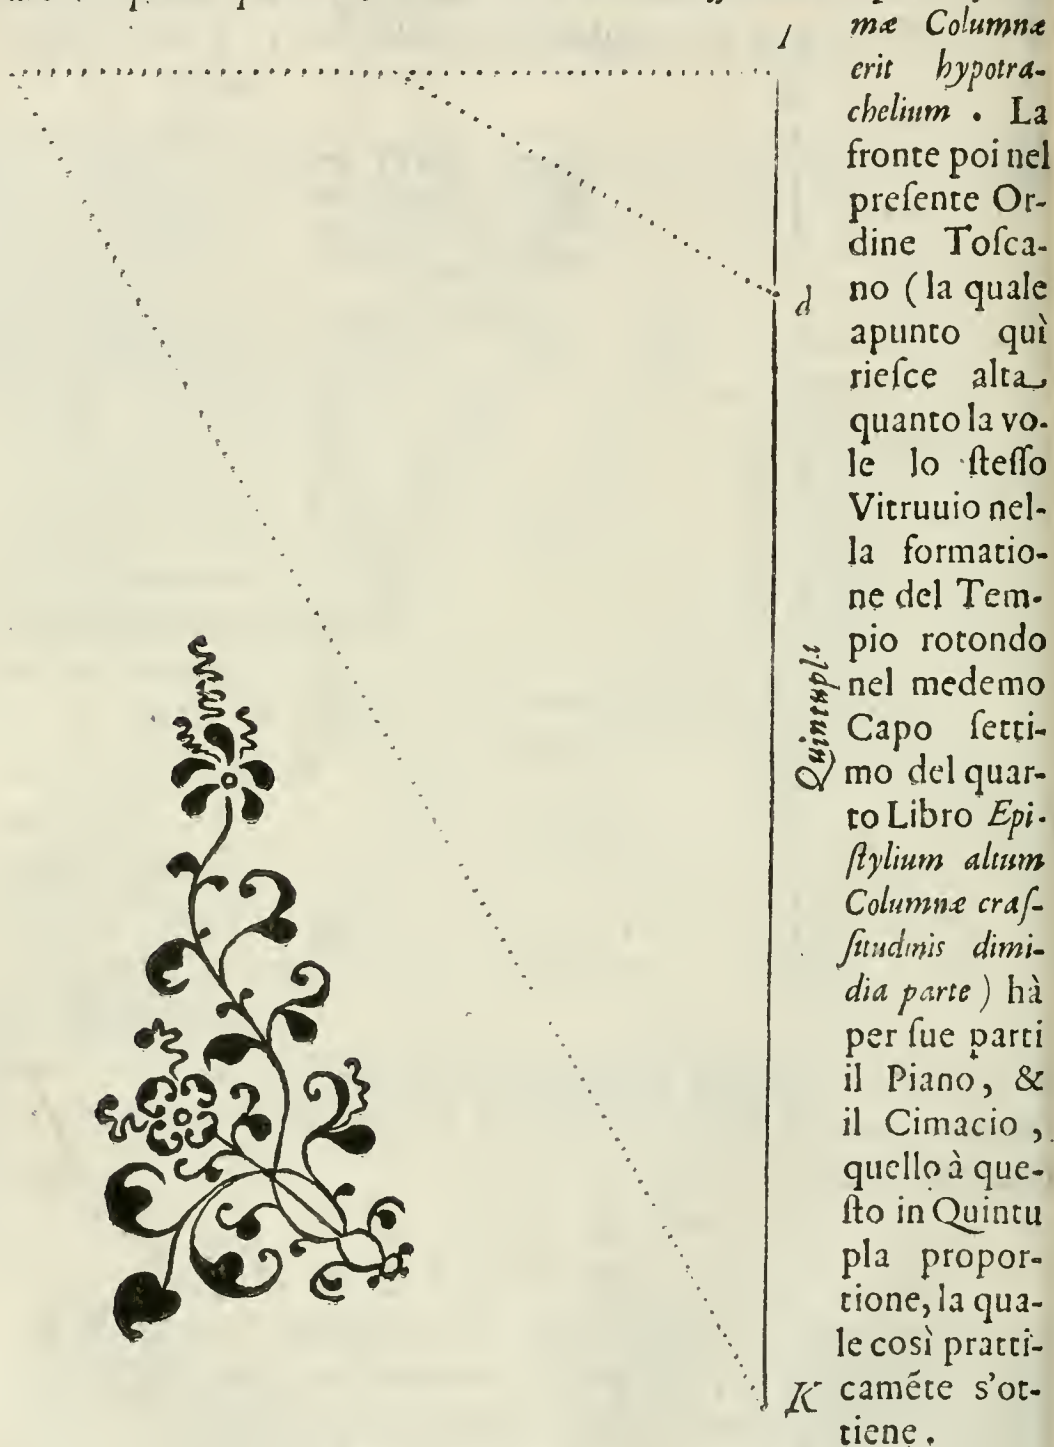 mæ Columnæ
erit hypotra-
chelium . La
fronte poi nel
preſente Or-
dine Toſca-
no ( la quale
apunto quì
rieſce alta
quanto la vo-
le lo ſteſſo
Vitruuio nel-
la formatio-
ne del Tem-
pio rotondo
nel medemo
Capo ſetti-
mo del quar-
to Libro Epi-
ſtylium altum
Columnæ craſ-
ſitudinis dimi-
dia parte ) hà
per ſue parti
il Piano, &
il Cimacio ,
quello à que-
ſto in Quintu
pla propor-
tione, la qua-
le così pratti-
camẽte s'ot-
tiene .
I
d
Quintupla
K